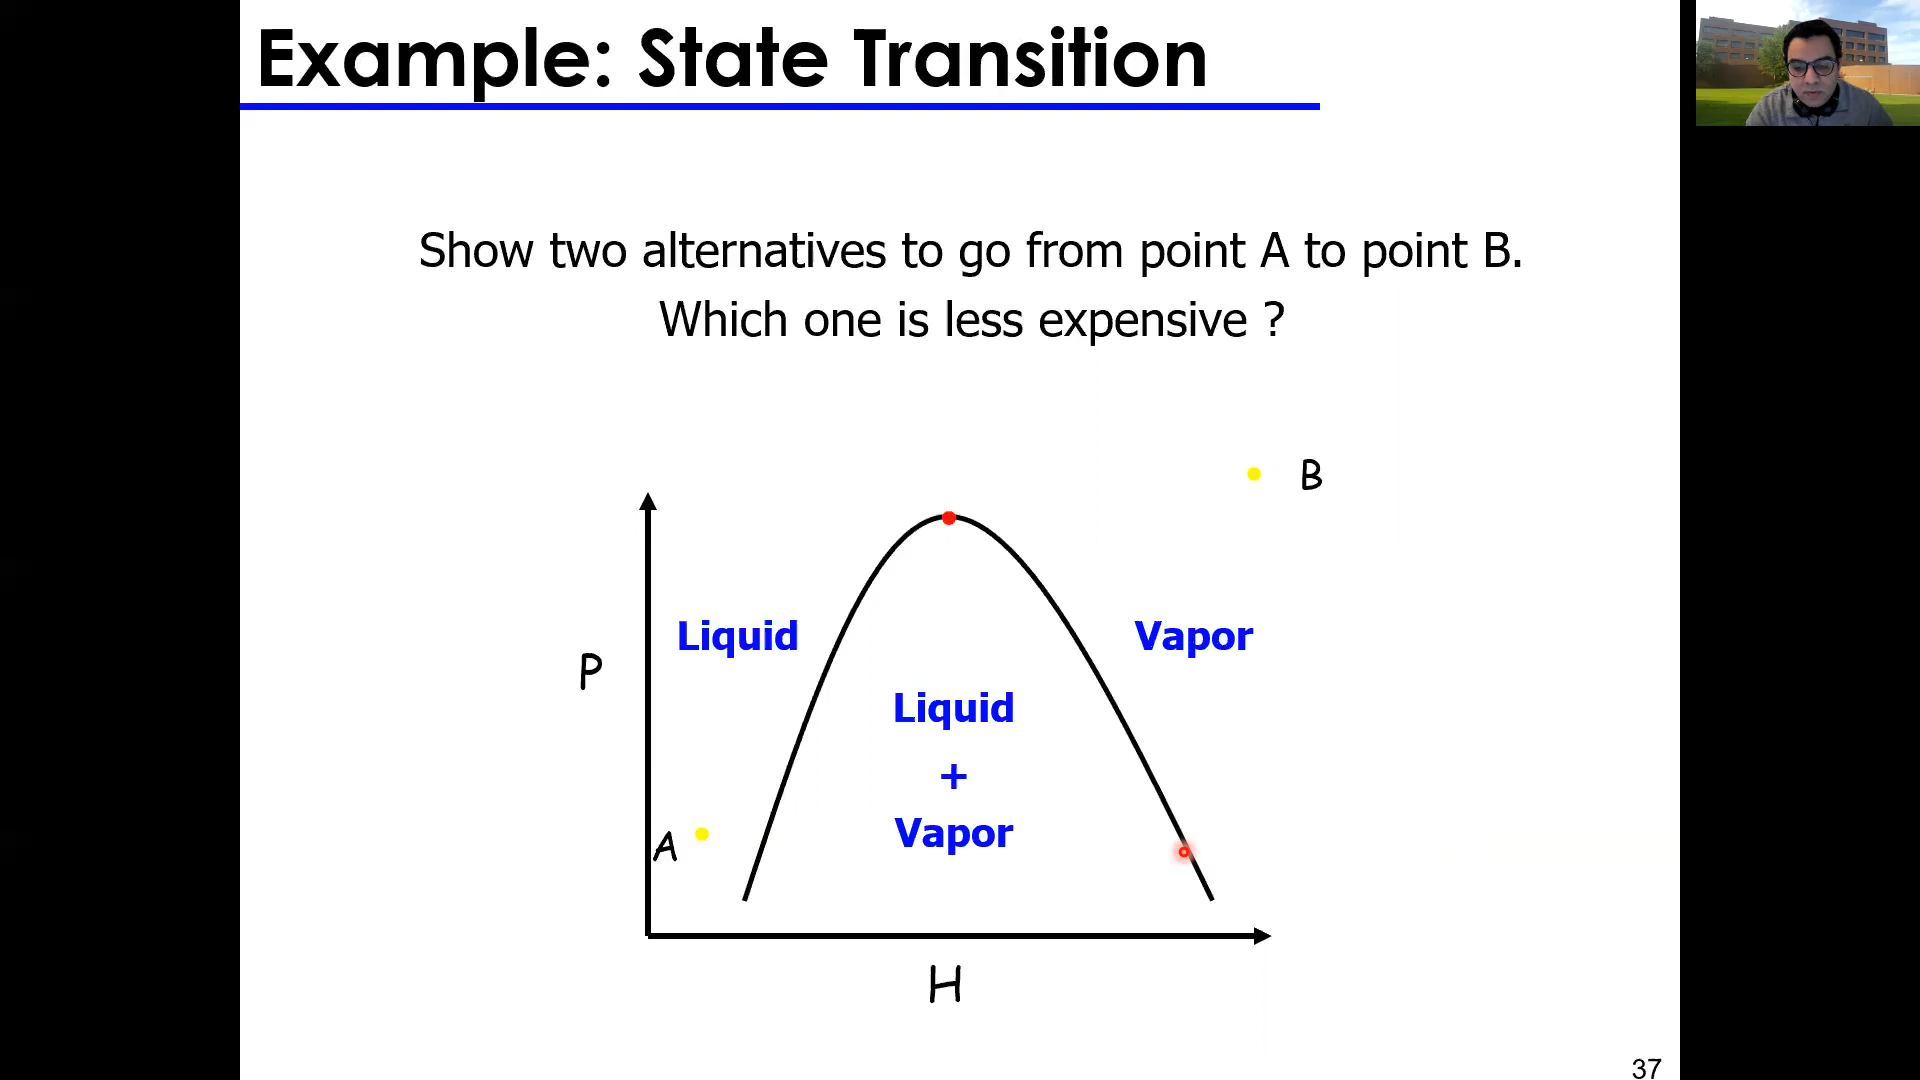 Example: State Transition
Show two alternatives to go from point A to point B.
Which one is less expensive ?
B
Liquid
Vapor
P
Liquid
+
Vapor
A
H
37